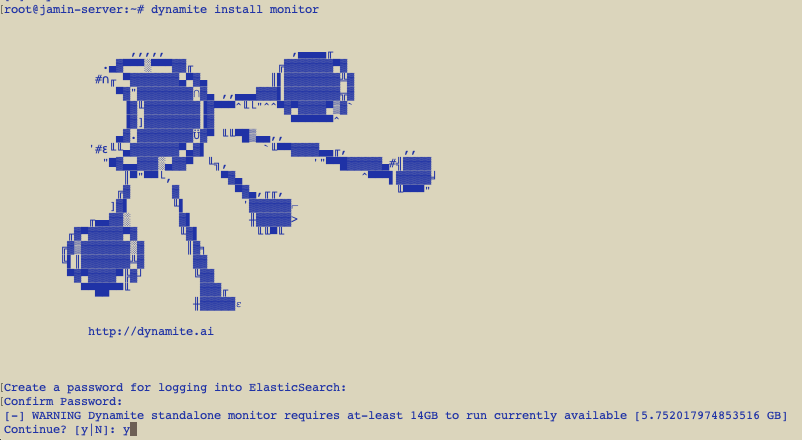 [root@jamin-server:~# dynamite install monitor
http://dynamite.ai
[Create a password for logging into ElasticSearch:
[Confirm Password:
[-] WARNING Dynamite standalone monitor requires at-least 14GB to run currently available [5.752017974853516 GB]
Continue? [y|N]: y